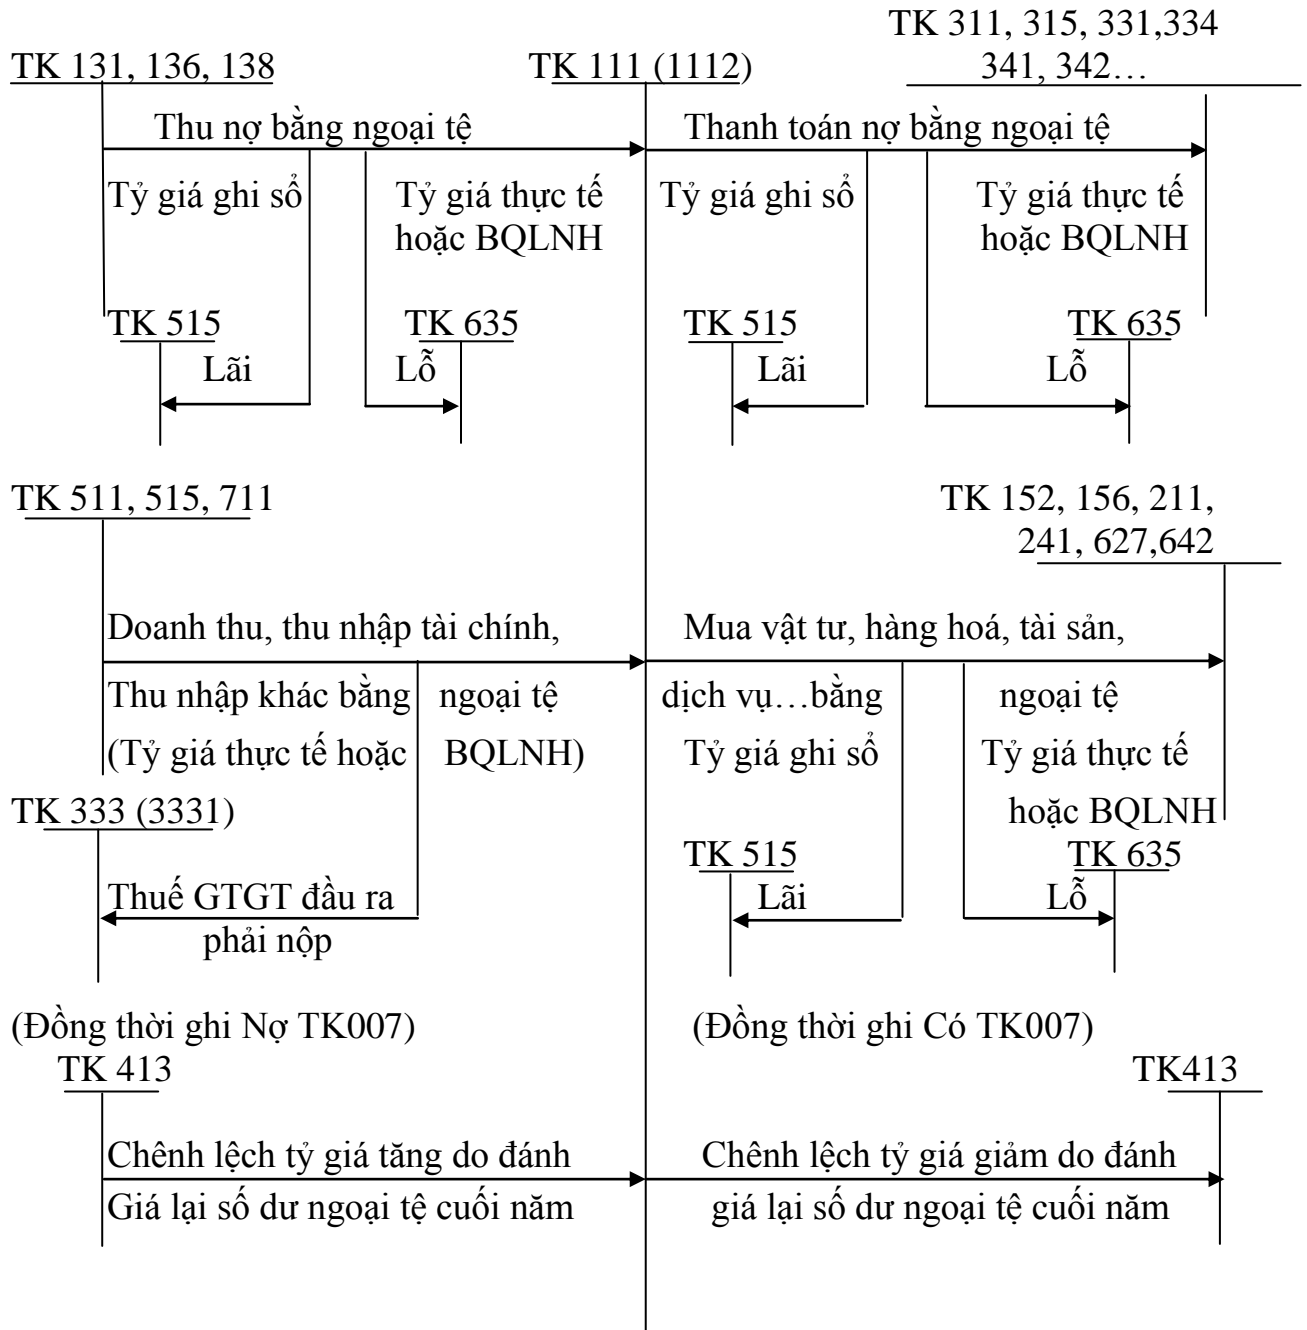 TK 311, 315, 331,334
TK 131, 136, 138
TK 111 (1112)
341, 342…
Thu nợ bằng ngoại tệ
Thanh toán nợ bằng ngoại tệ
Tỷ giá ghi sổ
Tỷ giá thực tế
hoặc BQLNH
Tỷ giá ghi sổ
Tỷ giá thực tế
hoặc BQLNH
TK 515
TK 635
TK 515
TK 635
Lãi
Lỗ
Lãi
Lỗ
TK 511, 515, 711
TK 152, 156, 211,
241, 627,642
Doanh thu, thu nhập tài chính,
Mua vật tư, hàng hoá, tài sản,
Thu nhập khác bằng ngoại tệ
dịch vụ…bằng ngoại tệ
(Tỷ giá thực tế hoặc BQLNH)
Tỷ giá ghi sổ
Tỷ giá thực tế
TK 333 (3331)
hoặc BQLNH
TK 515
TK 635
Thuế GTGT đầu ra
Lãi
Lỗ
phải nộp
(Đồng thời ghi Nợ TK007)
(Đồng thời ghi Có TK007)
TK 413
TK413
Chênh lệch tỷ giá tăng do đánh
Chênh lệch tỷ giá giảm do đánh
Giá lại số dư ngoại tệ cuối năm
giá lại số dư ngoại tệ cuối năm